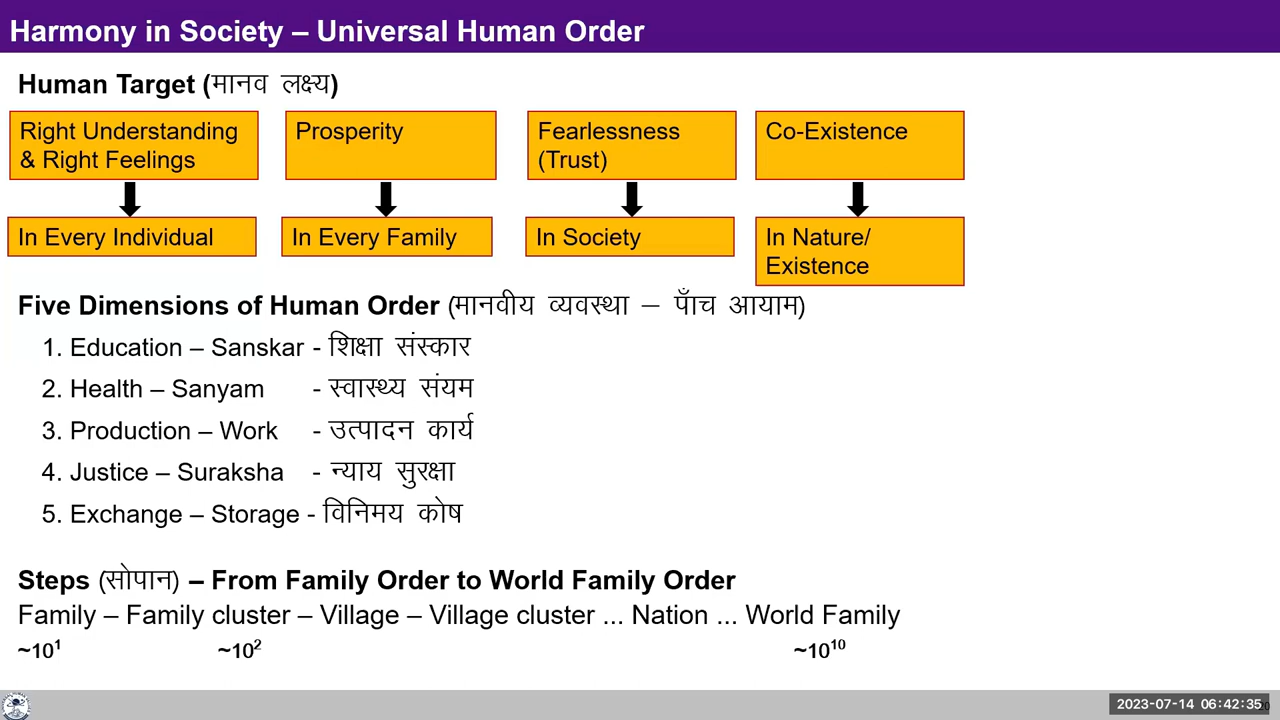 Harmony in Society – Universal Human Order
Human Target (मानव लक्ष्य)
Right Understanding & Right Feelings
Prosperity
Fearlessness (Trust)
Co-Existence
In Every Individual
In Every Family
In Society
In Nature/ Existence
Five Dimensions of Human Order (मानवीय व्यवस्था – पाँच आयाम)
1. Education – Sanskar - शिक्षा संस्कार
2. Health – Sanyam - स्वास्थ्य संयम
3. Production – Work - उत्पादन कार्य
4. Justice – Suraksha - न्याय सुरक्षा
5. Exchange – Storage - विनिमय कोष
Steps (सोपान) – From Family Order to World Family Order
Family – Family cluster – Village – Village cluster ... Nation ... World Family
~10¹ ~10² ~10¹⁰
2023-07-14 06:42:35